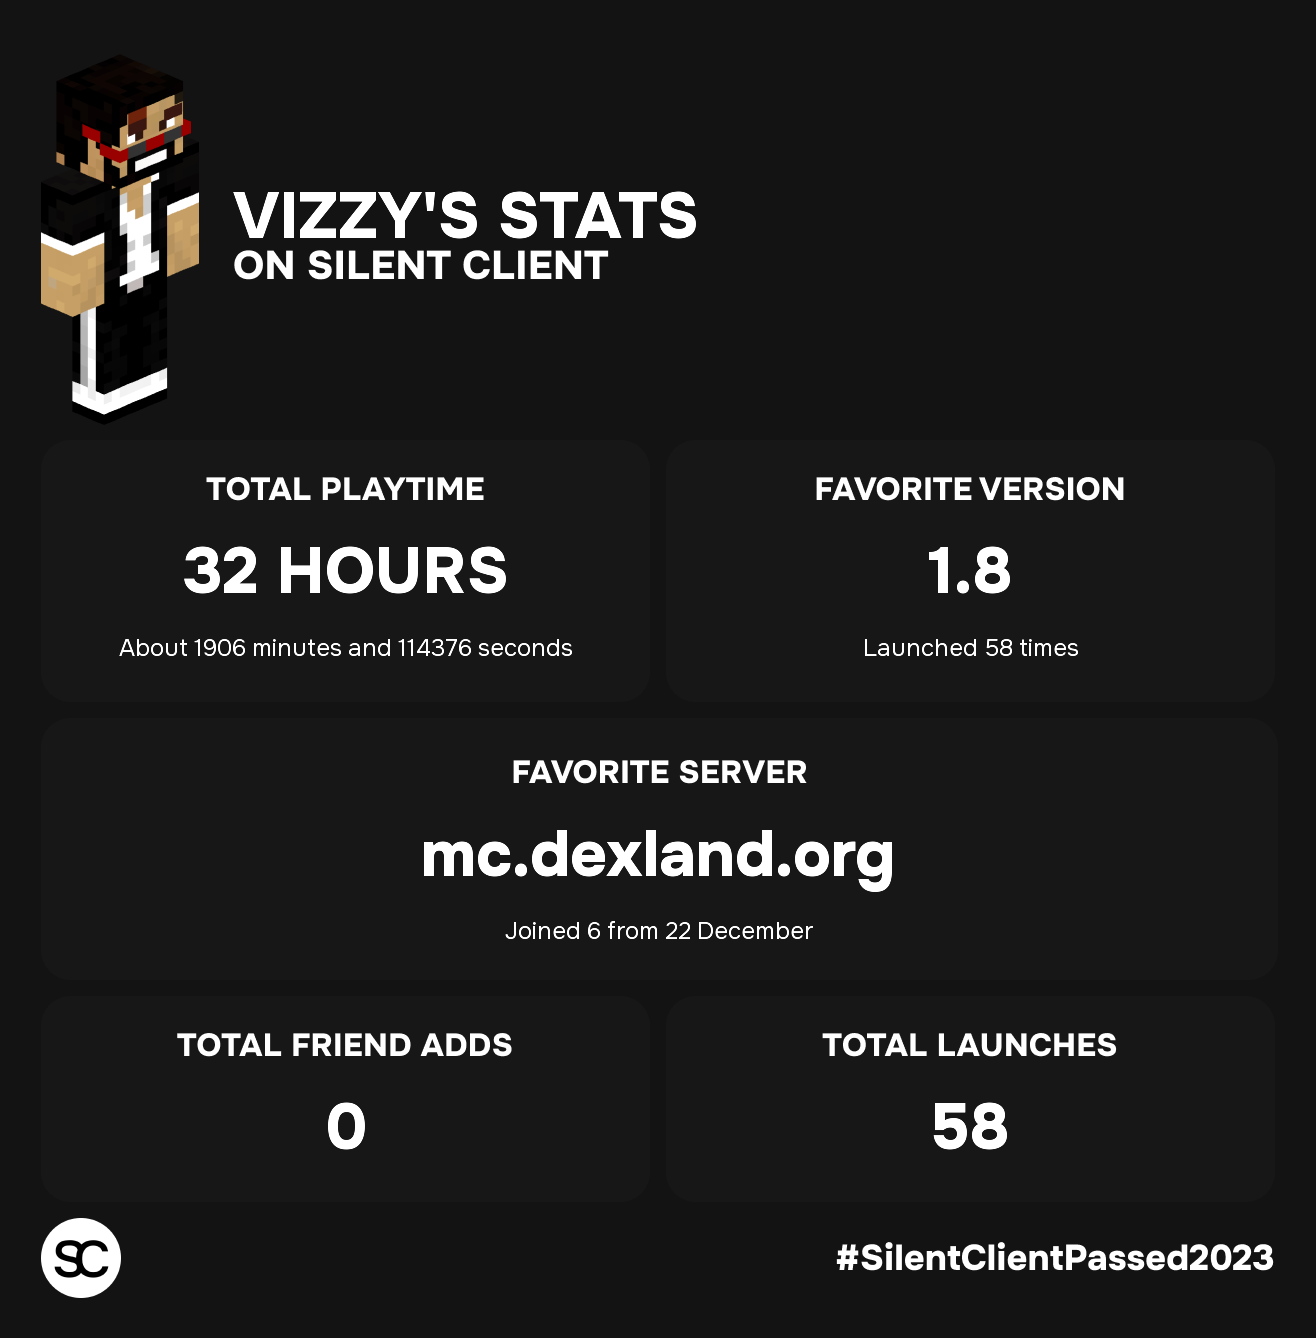 VIZZY'S STATS
ON SILENT CLIENT
TOTAL PLAYTIME
32 HOURS
About 1906 minutes and 114376 seconds
FAVORITE VERSION
1.8
Launched 58 times
FAVORITE SERVER
mc.dexland.org
Joined 6 from 22 December
TOTAL FRIEND ADDS
0
TOTAL LAUNCHES
58
SC
#SilentClientPassed2023